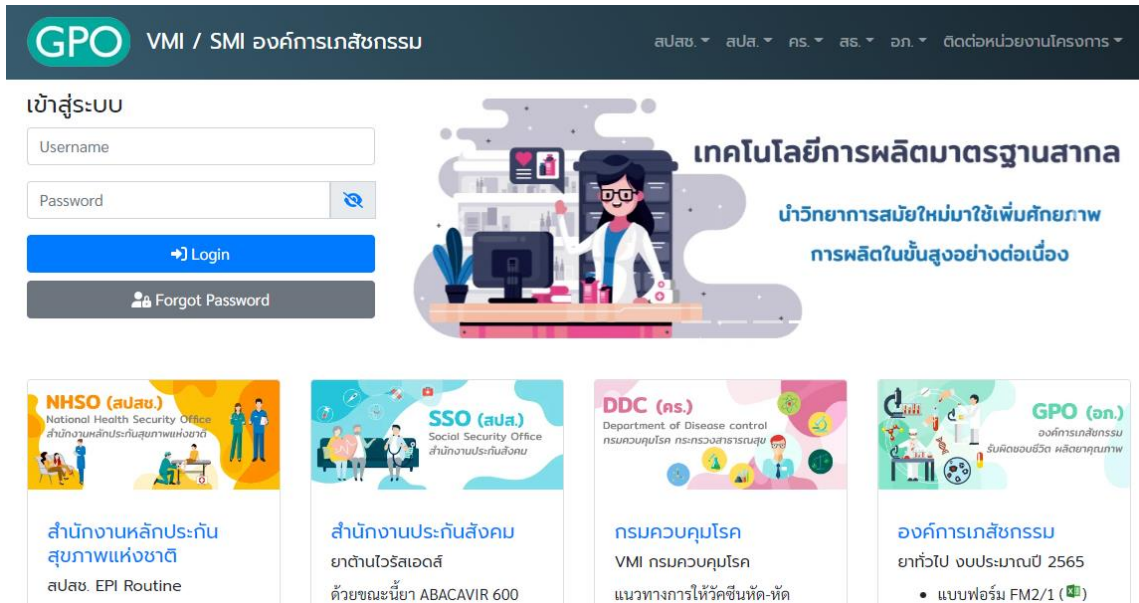 GPO VMI / SMI องค์การเภสัชกรรม สปสช. สปส. คร. สธ. อภ. ติดต่อหน่วยงานโครงการ
เข้าสู่ระบบ
Username
Password
Login
Forgot Password
เทคโนโลยีการผลิตมาตรฐานสากล
นำวิทยาการสมัยใหม่มาใช้เพิ่มศักยภาพ
การผลิตในขั้นสูงอย่างต่อเนื่อง
NHSO (สปสช.)
National Health Security Office
สำนักงานหลักประกันสุขภาพแห่งชาติ
สำนักงานหลักประกัน
สุขภาพแห่งชาติ
สปสช. EPI Routine
SSO (สปส.)
Social Security Office
สำนักงานประกันสังคม
สำนักงานประกันสังคม
ยาต้านไวรัสเอดส์
ด้วยขณะนี้ยา ABACAVIR 600
DDC (คร.)
Department of Disease control
กรมควบคุมโรค กระทรวงสาธารณสุข
กรมควบคุมโรค
VMI กรมควบคุมโรค
แนวทางการให้วัคซีนหัด-หัด
GPO (อภ.)
องค์การเภสัชกรรม
รับผิดชอบชีวิต ผลิตยาคุณภาพ
องค์การเภสัชกรรม
ยาทั่วไป งบประมาณปี 2565
• แบบฟอร์ม FM2/1 ( )